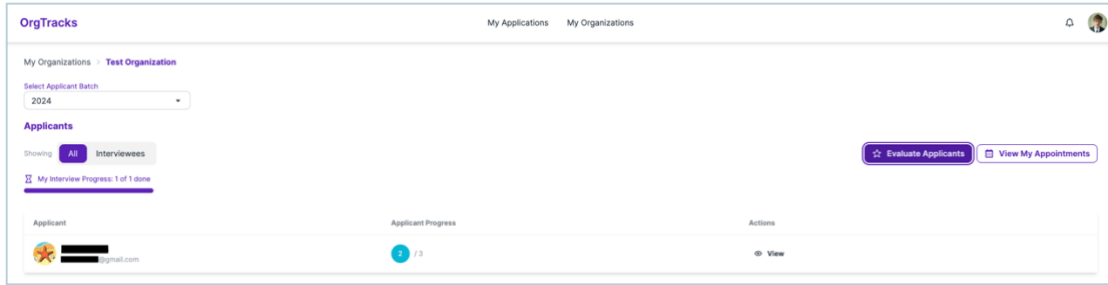 OrgTracks My Applications My Organizations
My Organizations > Test Organization
Select Applicant Batch
2024
Applicants
Showing All Interviewees Evaluate Applicants View My Appointments
My Interview Progress: 1 of 1 done
Applicant Applicant Progress Actions
2 / 3 View
@gmail.com